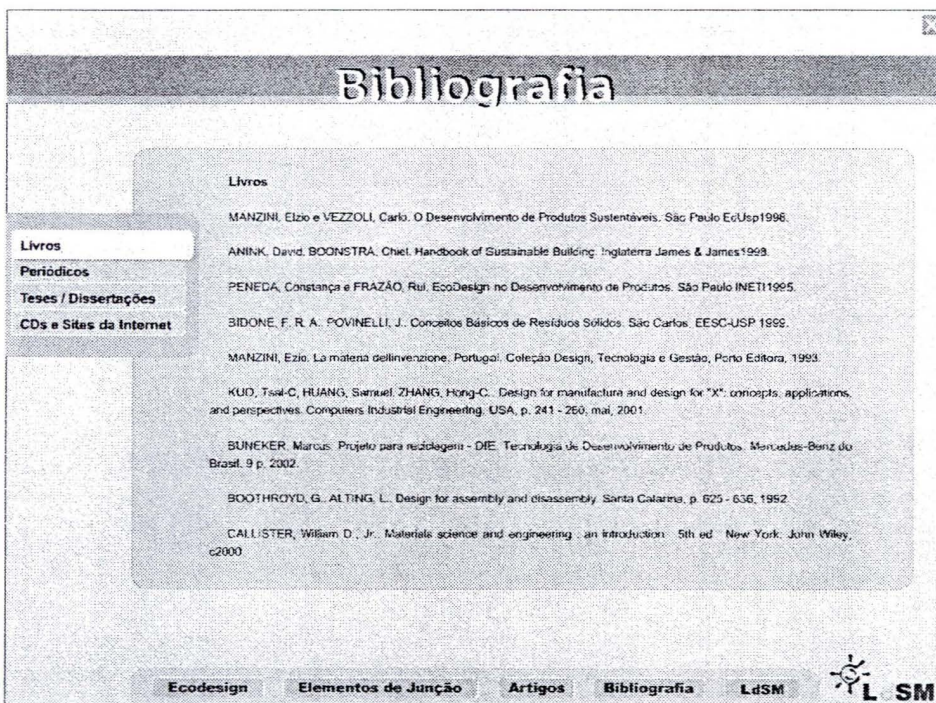 Bibliografia
Livros
MANZINI, Elzio e VEZZOLI, Carlo. O Desenvolvimento de Produtos Sustentáveis. São Paulo EdUsp1996.
ANINK, David, BOONSTRA, Chiel. Handbook of Sustainable Building. Inglaterra James & James1998.
PENEDA, Constança e FRAZÃO, Rui. EcoDesign no Desenvolvimento de Produtos. São Paulo INETI1995.
BIDONE, F. R. A., POVINELLI, J.. Conceitos Básicos de Resíduos Sólidos. São Carlos. EESC-USP 1999.
MANZINI, Ezio. La materia dellinvenzione, Portugal, Coleção Design, Tecnologia e Gestão, Porto Editora, 1993.
KUO, Tsai-C, HUANG, Samuel, ZHANG, Hong-C.. Design for manufactura and design for "X": concepts, applications,
and perspectives. Computers Industrial Engineering, USA, p. 241 - 260, mai, 2001.
BUNEKER, Marcus. Projeto para reciclagem - DfE. Tecnologia de Desenvolvimento de Produtos. Mercedes-Benz do
Brasil. 9 p. 2002.
BOOTHROYD, G., ALTING, L.. Design for assembly and disassembly. Santa Catarina, p. 625 - 636, 1992.
CALLISTER, William D., Jr.. Materials science and engineering : an introduction 5th ed New York: John Wiley,
c2000
Livros
Periódicos
Teses / Dissertações
CDs e Sites da Internet
Ecodesign Elementos de Junção Artigos Bibliografia LdSM
LdSM